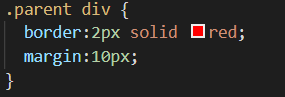 .parent div {
border:2px solid red;
margin:10px;
}